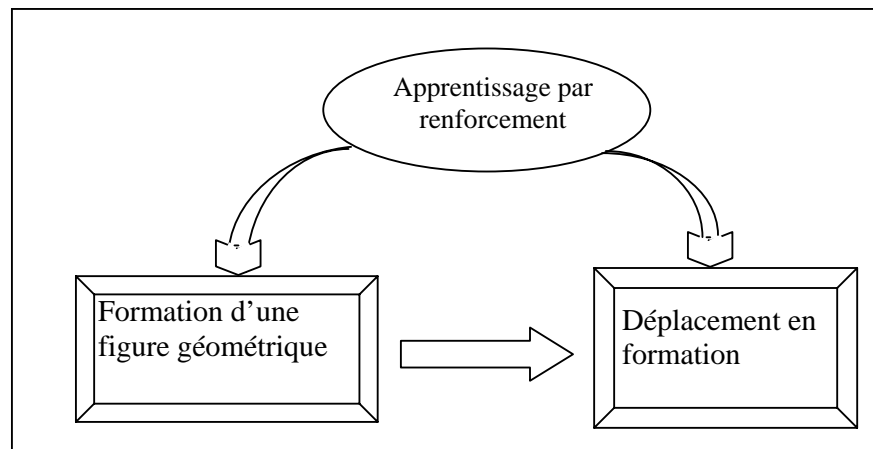 Apprentissage par
renforcement
Formation d’une
figure géométrique
Déplacement en
formation